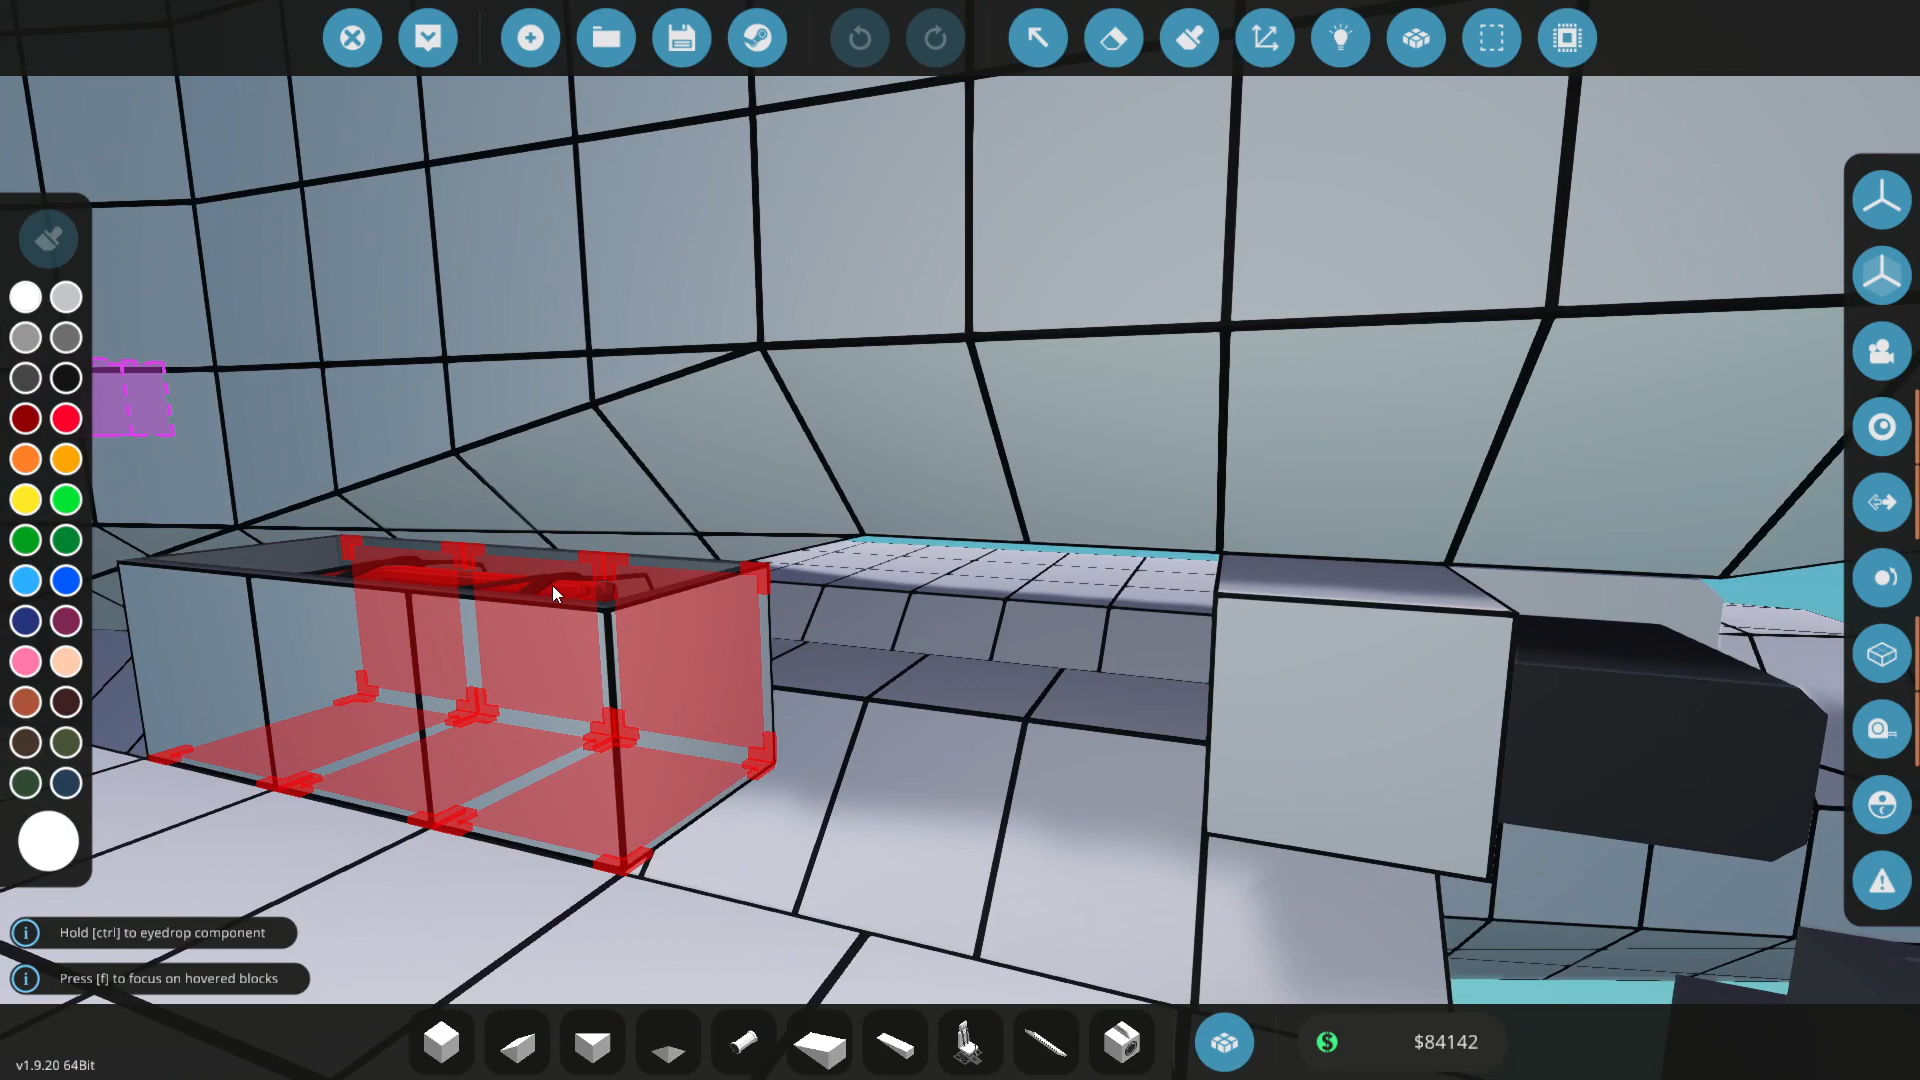 Hold [ctrl] to eyedrop component
Press [f] to focus on hovered blocks
v1.9.20 64Bit
$84142